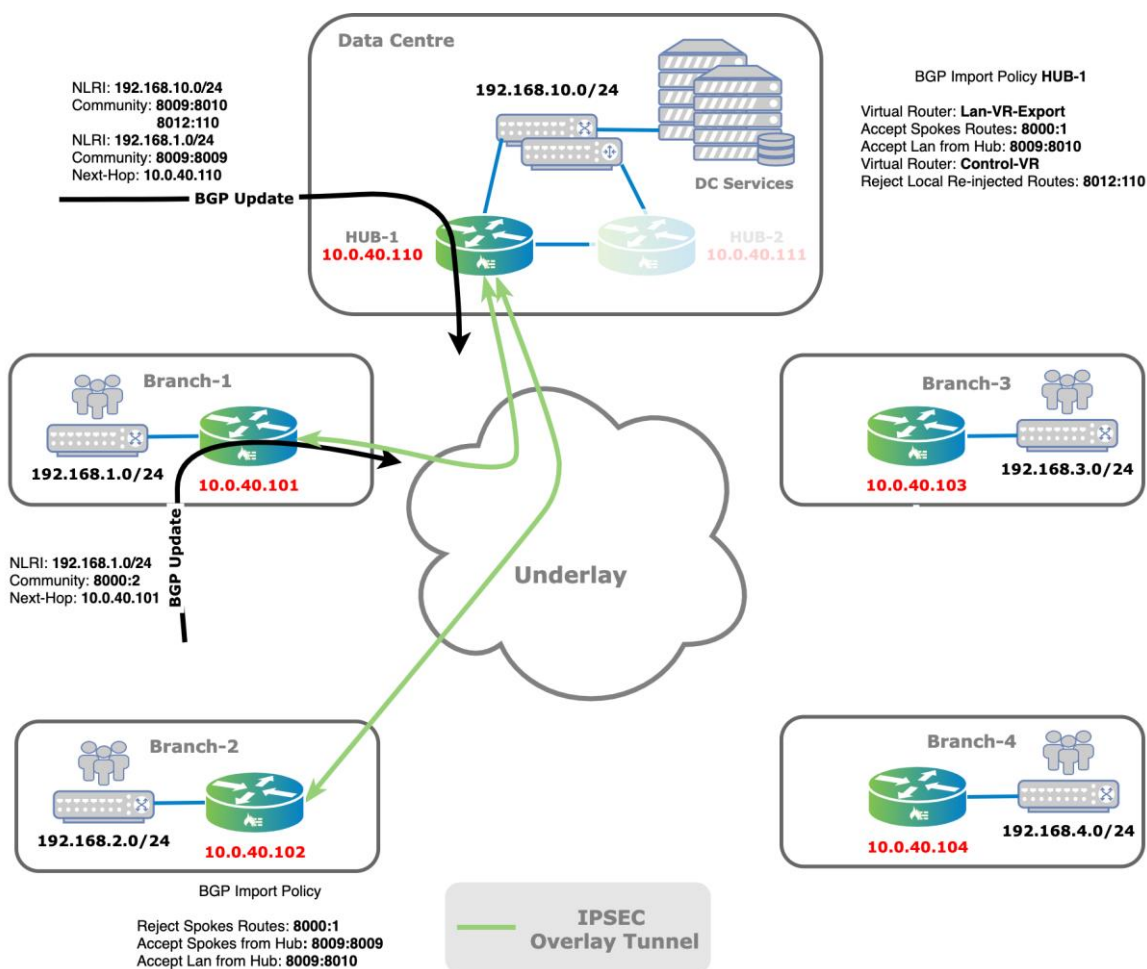 Data Centre
NLRI: 192.168.10.0/24
Community: 8009:8010
8012:110
NLRI: 192.168.1.0/24
Community: 8009:8009
Next-Hop: 10.0.40.110
BGP Update
192.168.10.0/24
DC Services
HUB-1
10.0.40.110
HUB-2
10.0.40.111
BGP Import Policy HUB-1
Virtual Router: Lan-VR-Export
Accept Spokes Routes: 8000:1
Accept Lan from Hub: 8009:8010
Virtual Router: Control-VR
Reject Local Re-injected Routes: 8012:110
Branch-1
192.168.1.0/24
10.0.40.101
NLRI: 192.168.1.0/24
Community: 8000:2
Next-Hop: 10.0.40.101
BGP Update
Branch-3
10.0.40.103
192.168.3.0/24
Underlay
Branch-2
192.168.2.0/24
10.0.40.102
BGP Import Policy
Reject Spokes Routes: 8000:1
Accept Spokes from Hub: 8009:8009
Accept Lan from Hub: 8009:8010
Branch-4
10.0.40.104
192.168.4.0/24
IPSEC
Overlay Tunnel